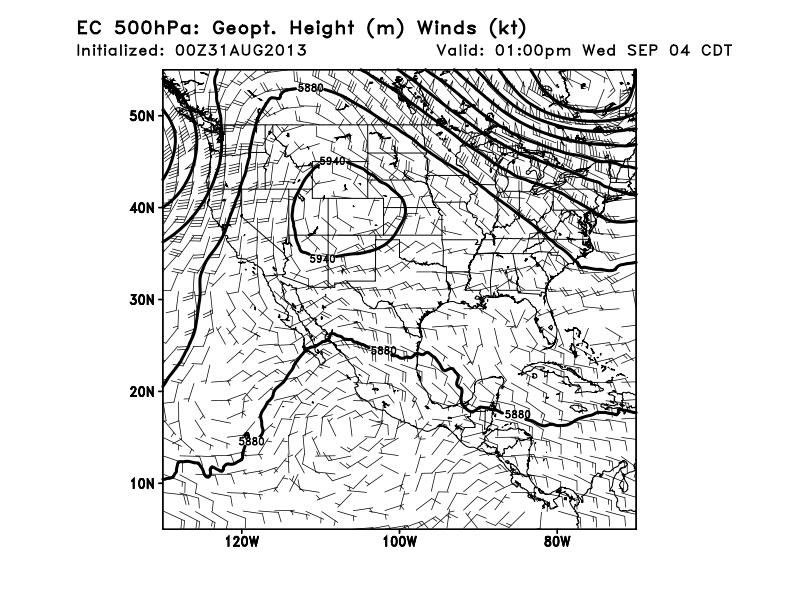 EC 500hPa: Geopt. Height (m) Winds (kt)
Initialized: 00Z31AUG2013 Valid: 01:00pm Wed SEP 04 CDT
5880
50N
5940
40N
5940
30N
5880
20N
5880
5880
10N
120W 100W 80W